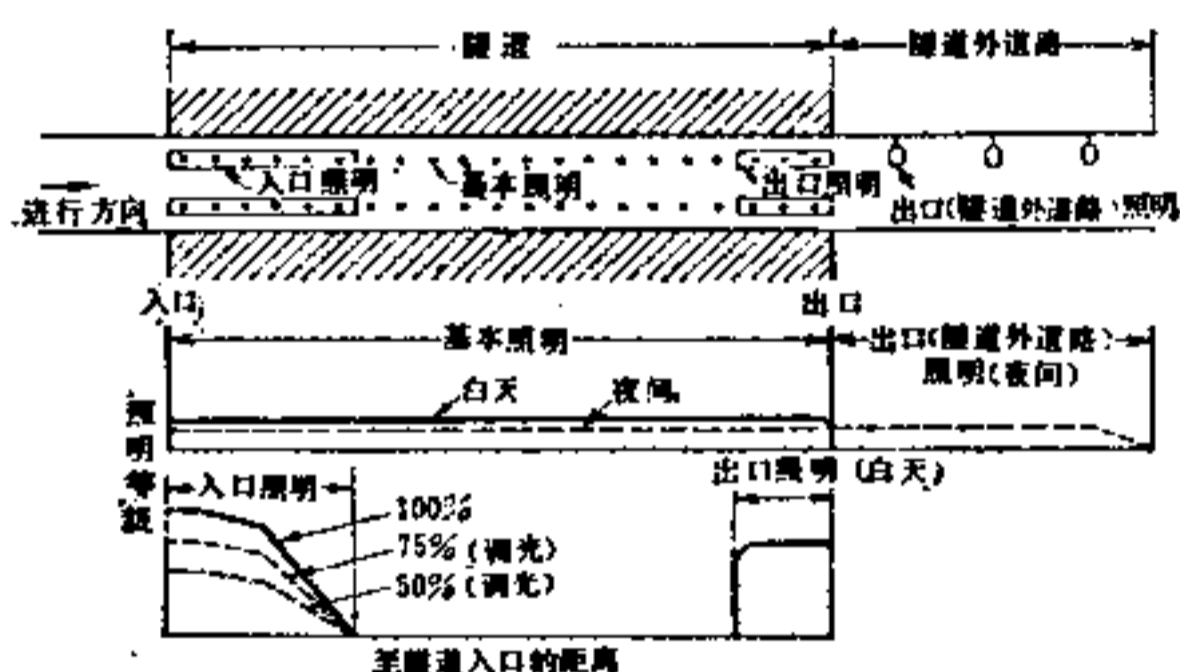 隧道
隧道外道路
入口照明
基本照明
出口照明
进行方向
出口(隧道外道路)照明
入口
出口
基本照明
出口(隧道外道路)
照明(夜间)
白天
夜间
照明等级
出口照明(白天)
入口照明
100%
75%(调光)
50%(调光)
至隧道入口的距离